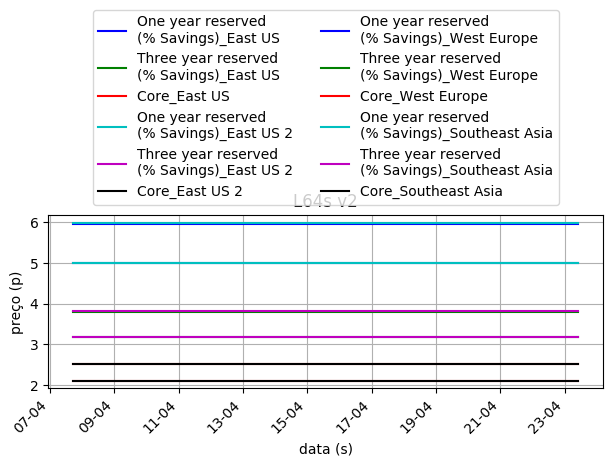 One year reserved
(% Savings)_East US
Three year reserved
(% Savings)_East US
Core_East US
One year reserved
(% Savings)_East US 2
Three year reserved
(% Savings)_East US 2
Core_East US 2
One year reserved
(% Savings)_West Europe
Three year reserved
(% Savings)_West Europe
Core_West Europe
One year reserved
(% Savings)_Southeast Asia
Three year reserved
(% Savings)_Southeast Asia
Core_Southeast Asia
L64s v2
preço (p)
6
5
4
3
2
07-04
09-04
11-04
13-04
15-04
17-04
19-04
21-04
23-04
data (s)